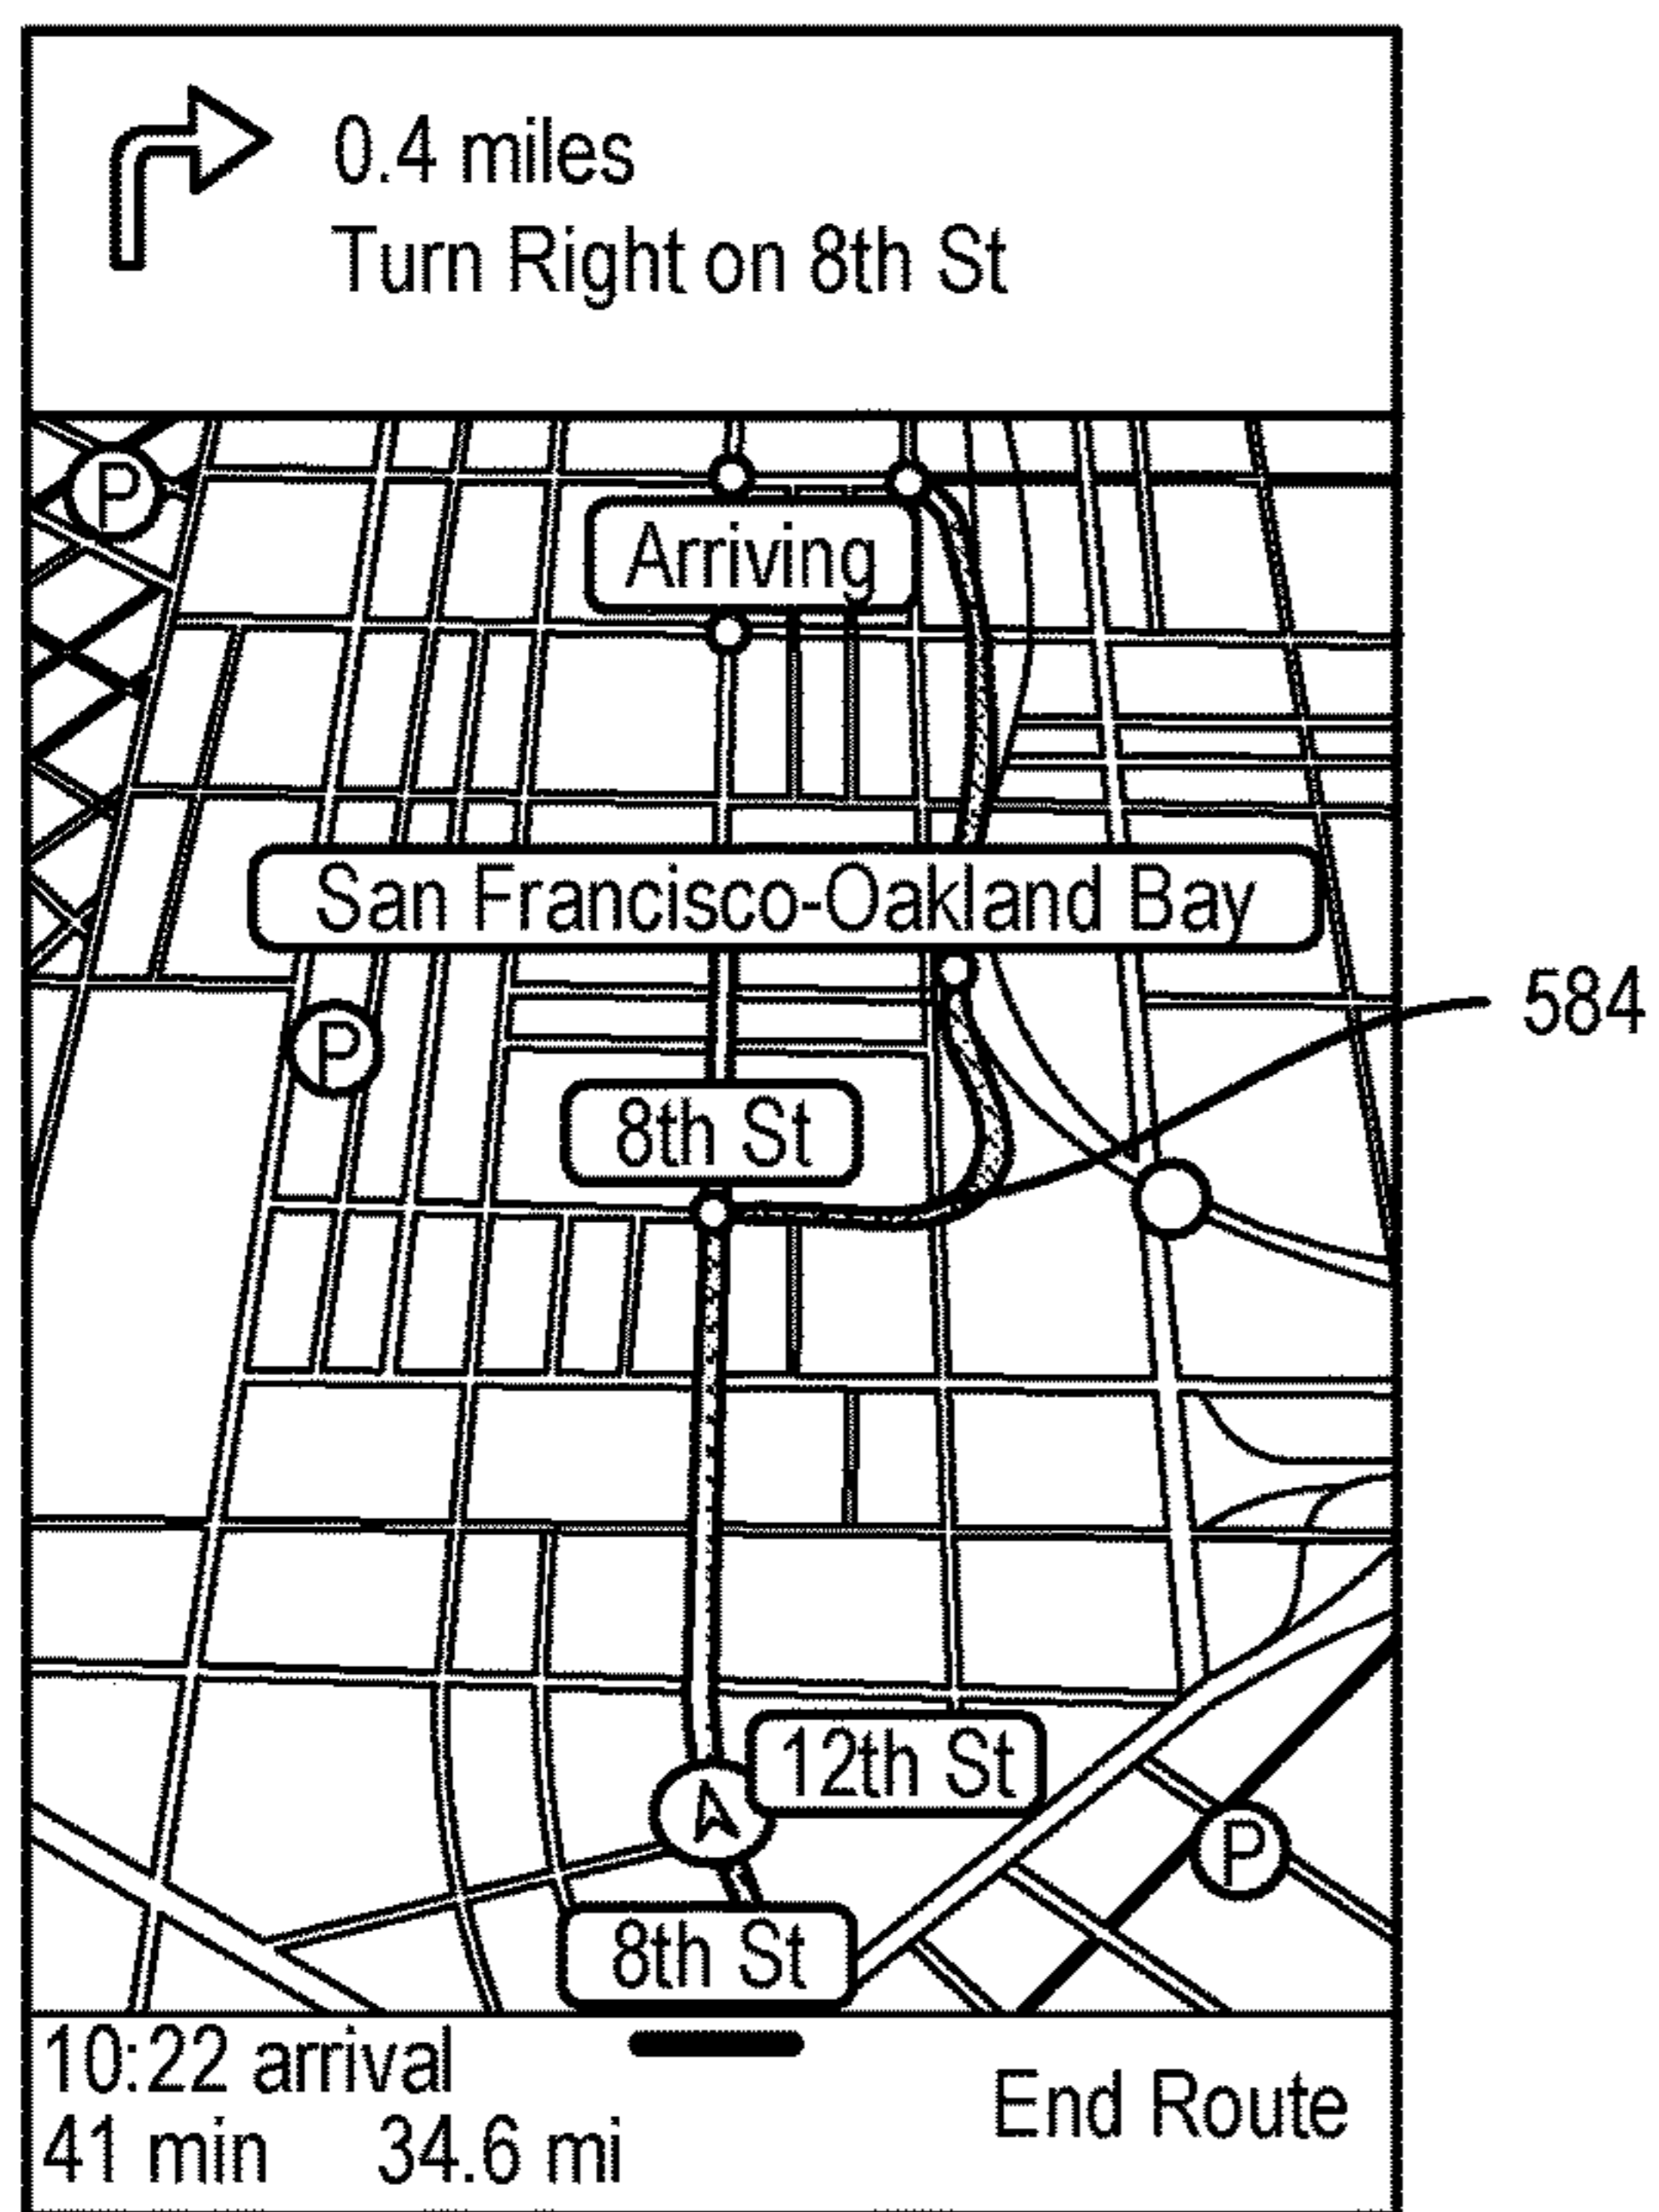 0.4 miles
Turn Right on 8th St
P
Arriving
San Francisco-Oakland Bay
584
P
8th St
12th St
P
8th St
10:22 arrival
41 min 34.6 mi
End Route